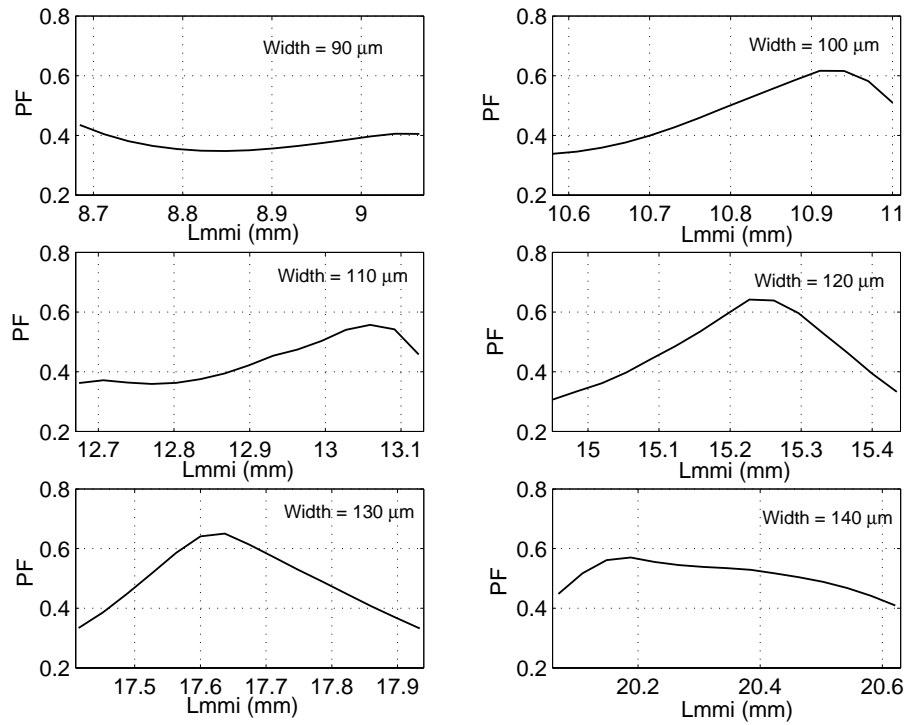 0.8
0.6
0.4
0.2
PF
Width = 90 μm
8.7 8.8 8.9 9
Lmmi (mm)
0.8
0.6
0.4
0.2
PF
Width = 100 μm
10.6 10.7 10.8 10.9 11
Lmmi (mm)
0.8
0.6
0.4
0.2
PF
Width = 110 μm
12.7 12.8 12.9 13 13.1
Lmmi (mm)
0.8
0.6
0.4
0.2
PF
Width = 120 μm
15 15.1 15.2 15.3 15.4
Lmmi (mm)
0.8
0.6
0.4
0.2
PF
Width = 130 μm
17.5 17.6 17.7 17.8 17.9
Lmmi (mm)
0.8
0.6
0.4
0.2
PF
Width = 140 μm
20.2 20.4 20.6
Lmmi (mm)